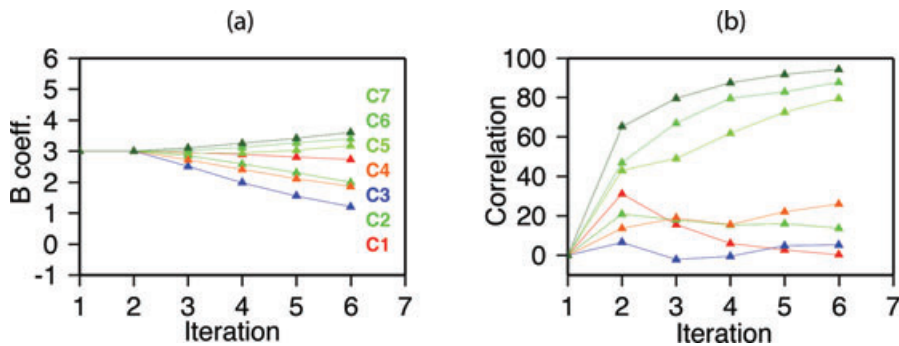 (a)
(b)
B coeff.
6
5
4
3
2
1
0
-1
C7
C6
C5
C4
C3
C2
C1
1 2 3 4 5 6 7
Iteration
Correlation
100
80
60
40
20
0
1 2 3 4 5 6 7
Iteration